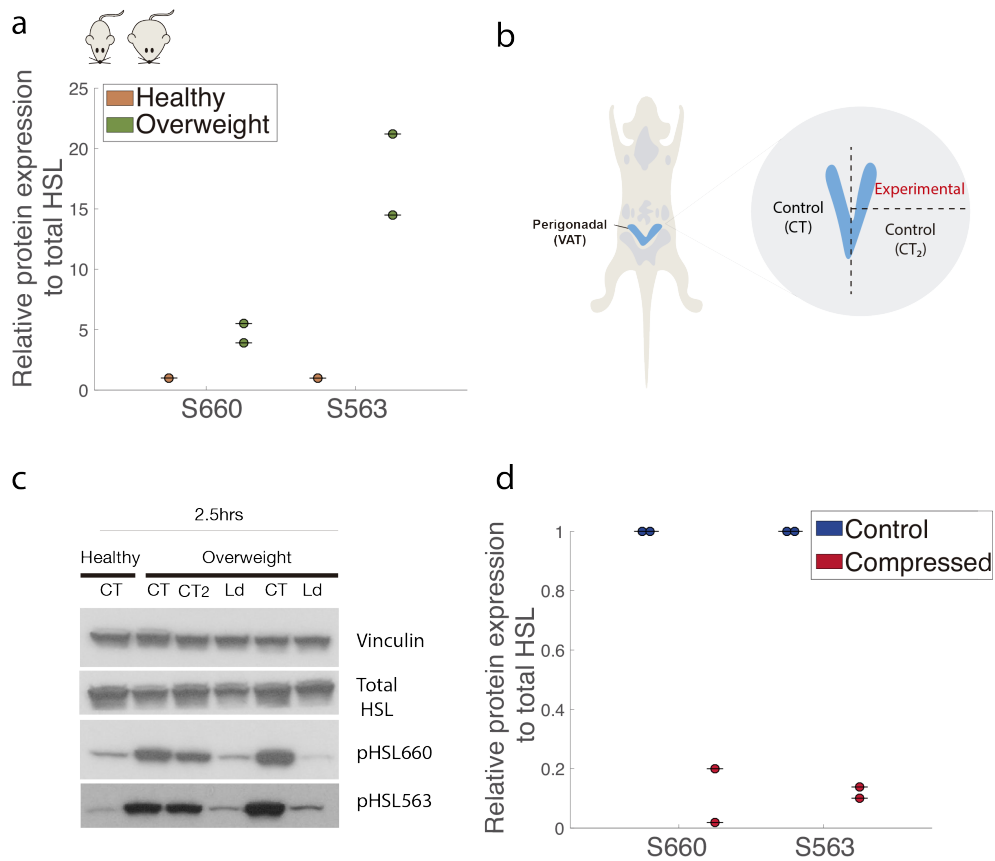 a
Relative protein expression
to total HSL
25
20
15
10
5
0
Healthy
Overweight
S660
S563
b
Perigonadal
(VAT)
Control
(CT)
Experimental
Control
(CT₂)
c
2.5hrs
Healthy
Overweight
CT CT CT2 Ld CT Ld
Vinculin
Total
HSL
pHSL660
pHSL563
d
Relative protein expression
to total HSL
1
0.8
0.6
0.4
0.2
0
Control
Compressed
S660
S563